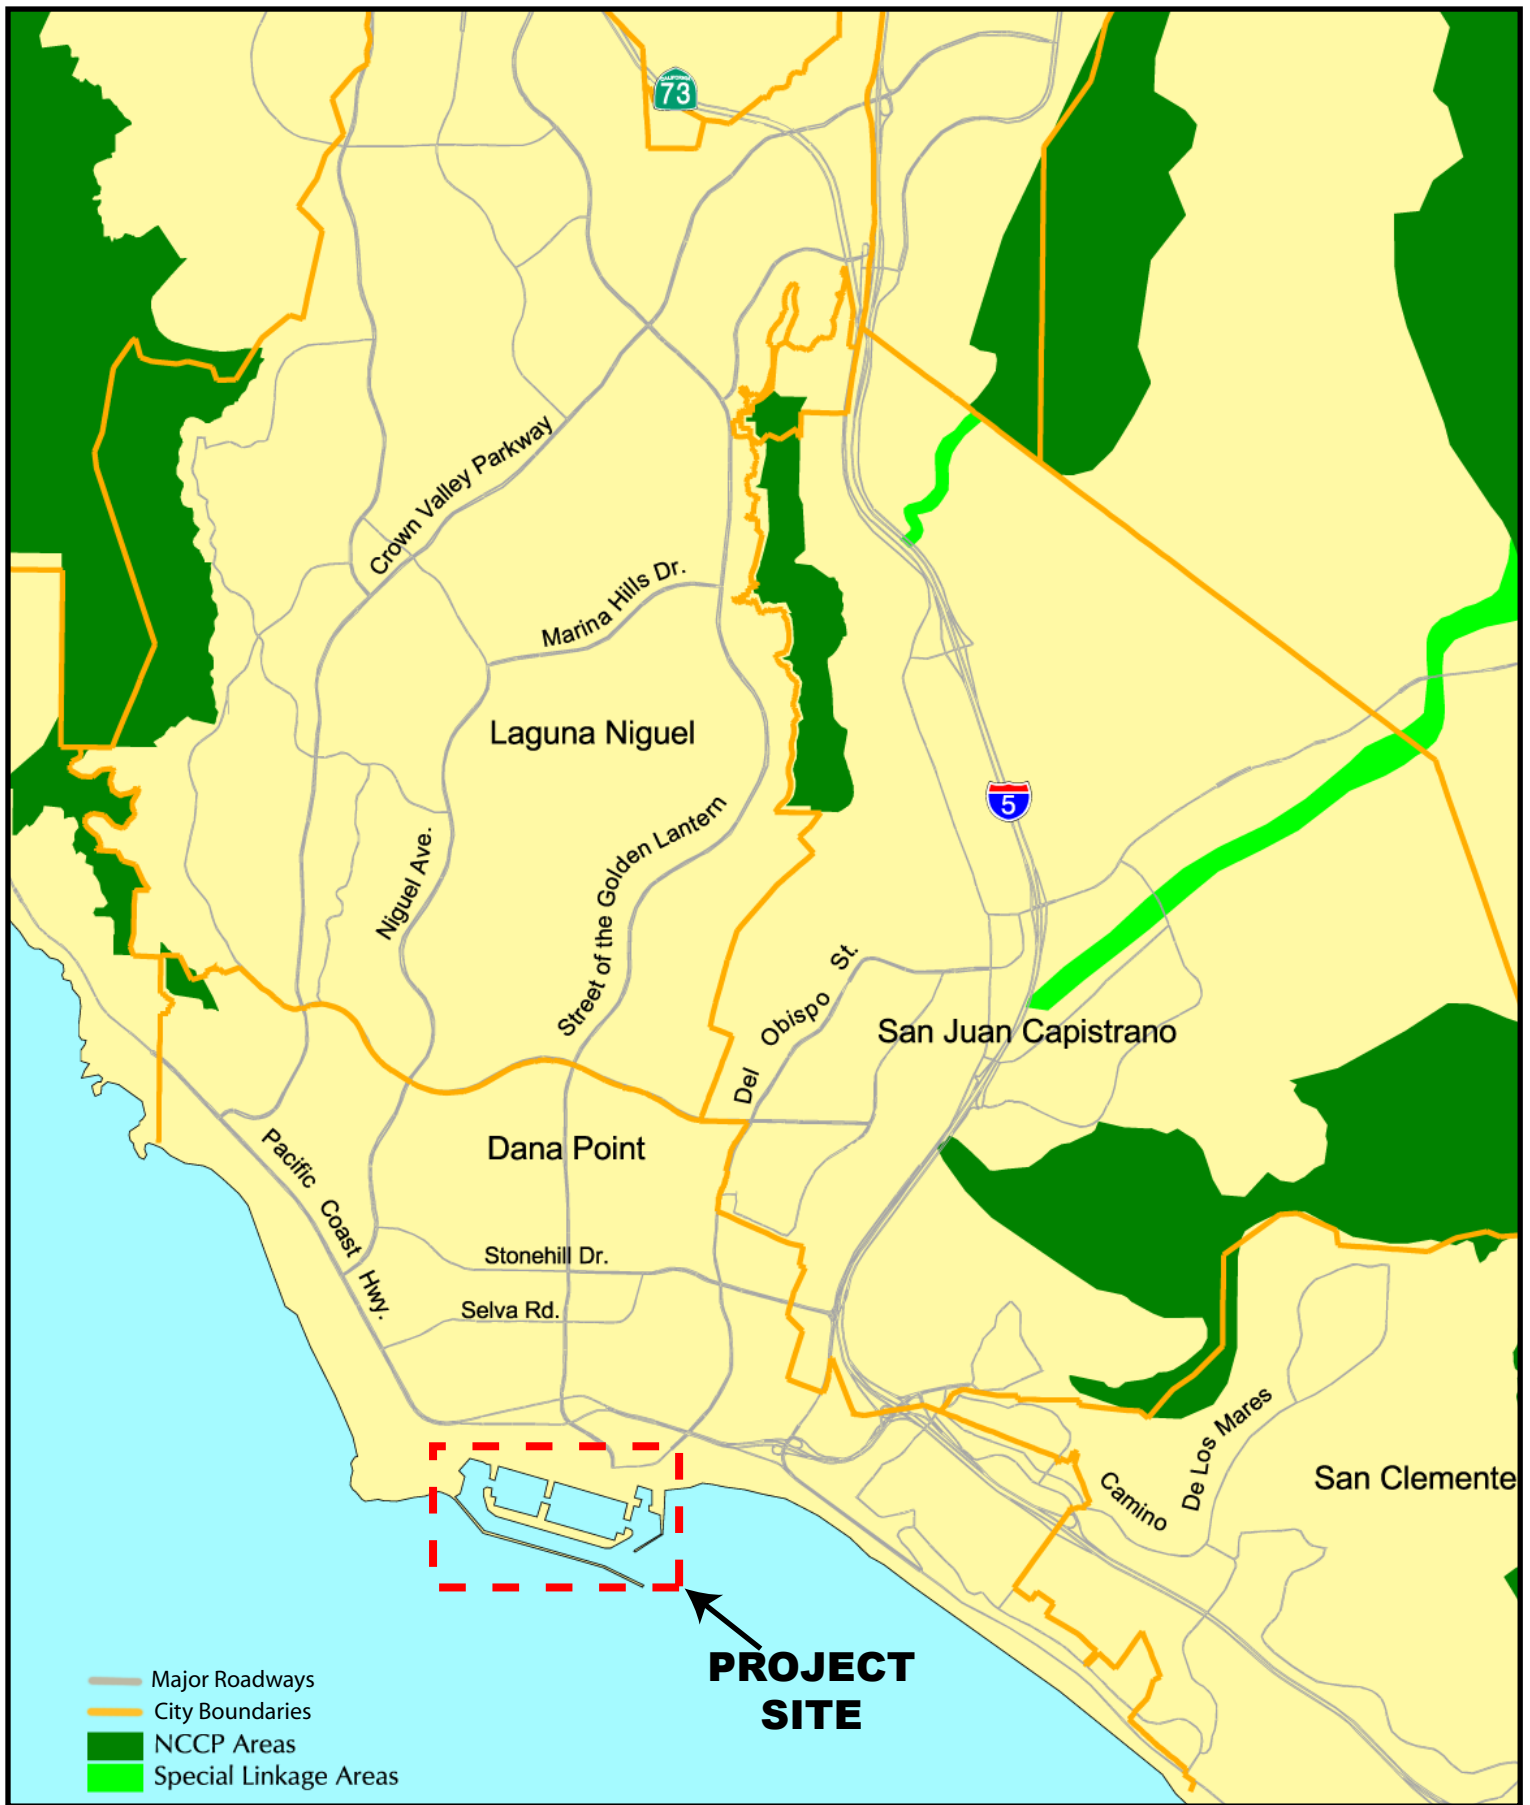 CALIFORNIA
73
Crown Valley Parkway
Marina Hills Dr.
Laguna Niguel
5
Street of the Golden Lantern
Niguel Ave.
Del Obispo St.
San Juan Capistrano
Dana Point
Pacific Coast Hwy.
Stonehill Dr.
Selva Rd.
Camino De Los Mares
San Clemente
PROJECT
SITE
Major Roadways
City Boundaries
NCCP Areas
Special Linkage Areas